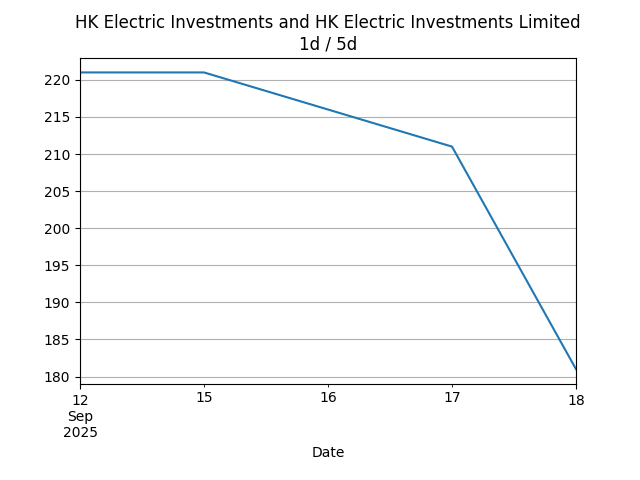 HK Electric Investments and HK Electric Investments Limited
1d / 5d
220
215
210
205
200
195
190
185
180
12 15 16 17 18
Sep
2025
Date